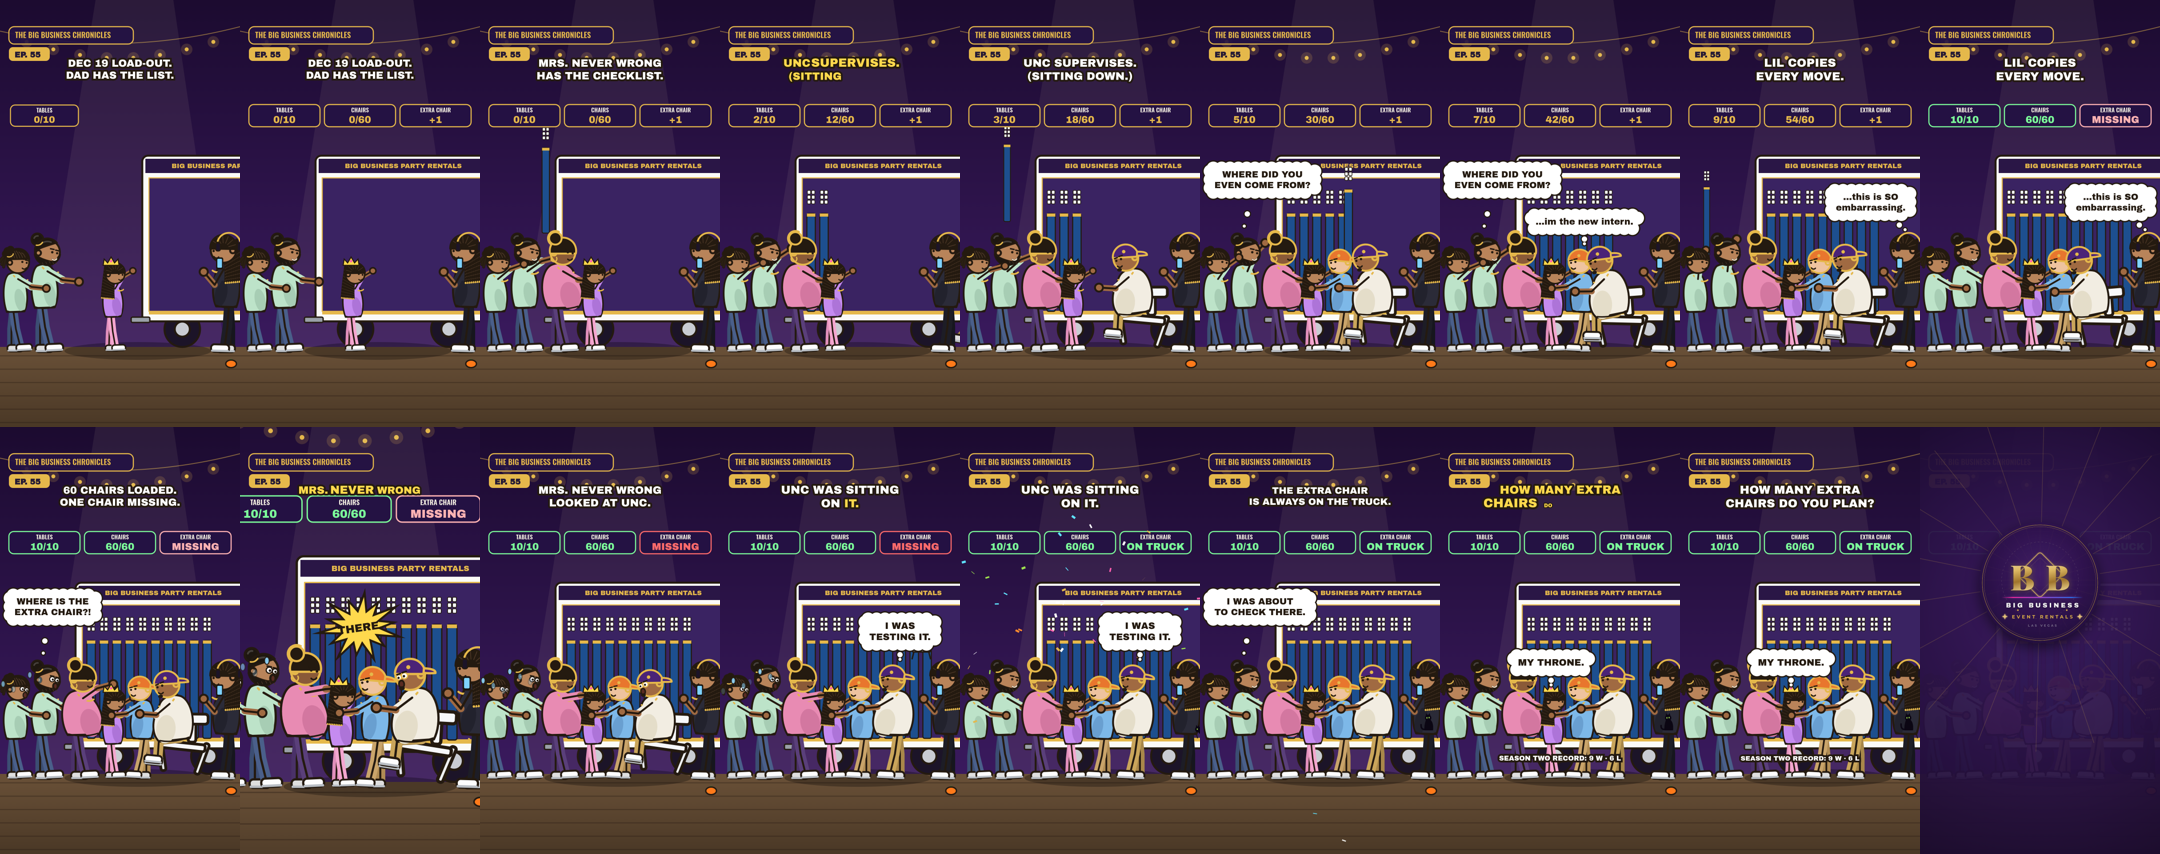 THE BIG BUSINESS CHRONICLES
EP. 55
DEC 19 LOAD-OUT.
DAD HAS THE LIST.
TABLES
0/10
BIG BUSINESS PAR
THE BIG BUSINESS CHRONICLES
EP. 55
DEC 19 LOAD-OUT.
DAD HAS THE LIST.
TABLES
0/10
CHAIRS
0/60
EXTRA CHAIR
+1
BIG BUSINESS PARTY RENTALS
THE BIG BUSINESS CHRONICLES
EP. 55
MRS. NEVER WRONG
HAS THE CHECKLIST.
TABLES
0/10
CHAIRS
0/60
EXTRA CHAIR
+1
BIG BUSINESS PARTY RENTALS
THE BIG BUSINESS CHRONICLES
EP. 55
UNC SUPERVISES.
(SITTING
TABLES
2/10
CHAIRS
12/60
EXTRA CHAIR
+1
BIG BUSINESS PARTY RENTALS
THE BIG BUSINESS CHRONICLES
EP. 55
UNC SUPERVISES.
(SITTING DOWN.)
TABLES
3/10
CHAIRS
18/60
EXTRA CHAIR
+1
BIG BUSINESS PARTY RENTALS
THE BIG BUSINESS CHRONICLES
EP. 55
TABLES
5/10
CHAIRS
30/60
EXTRA CHAIR
+1
BUSINESS PARTY RENTALS
WHERE DID YOU
EVEN COME FROM?
THE BIG BUSINESS CHRONICLES
EP. 55
TABLES
7/10
CHAIRS
42/60
EXTRA CHAIR
+1
BUSINESS PARTY RENTALS
WHERE DID YOU
EVEN COME FROM?
...im the new intern.
THE BIG BUSINESS CHRONICLES
EP. 55
LIL COPIES
EVERY MOVE.
TABLES
9/10
CHAIRS
54/60
EXTRA CHAIR
+1
BIG BUSINESS PARTY RENTALS
...this is SO
embarrassing.
THE BIG BUSINESS CHRONICLES
EP. 55
LIL COPIES
EVERY MOVE.
TABLES
10/10
CHAIRS
60/60
EXTRA CHAIR
MISSING
BIG BUSINESS PARTY RENTALS
...this is SO
embarrassing.
THE BIG BUSINESS CHRONICLES
EP. 55
60 CHAIRS LOADED.
ONE CHAIR MISSING.
TABLES
10/10
CHAIRS
60/60
EXTRA CHAIR
MISSING
BIG BUSINESS PARTY RENTALS
WHERE IS THE
EXTRA CHAIR?!
THE BIG BUSINESS CHRONICLES
EP. 55
MRS. NEVER WRONG
TABLES
10/10
CHAIRS
60/60
EXTRA CHAIR
MISSING
BIG BUSINESS PARTY RENTALS
THERE
THE BIG BUSINESS CHRONICLES
EP. 55
MRS. NEVER WRONG
LOOKED AT UNC.
TABLES
10/10
CHAIRS
60/60
EXTRA CHAIR
MISSING
BIG BUSINESS PARTY RENTALS
THE BIG BUSINESS CHRONICLES
EP. 55
UNC WAS SITTING
ON IT.
TABLES
10/10
CHAIRS
60/60
EXTRA CHAIR
MISSING
BIG BUSINESS PARTY RENTALS
I WAS
TESTING IT.
THE BIG BUSINESS CHRONICLES
EP. 55
UNC WAS SITTING
ON IT.
TABLES
10/10
CHAIRS
60/60
EXTRA CHAIR
ON TRUCK
BIG BUSINESS PARTY RENTALS
I WAS
TESTING IT.
THE BIG BUSINESS CHRONICLES
EP. 55
THE EXTRA CHAIR
IS ALWAYS ON THE TRUCK.
TABLES
10/10
CHAIRS
60/60
EXTRA CHAIR
ON TRUCK
BUSINESS PARTY RENTALS
I WAS ABOUT
TO CHECK THERE.
THE BIG BUSINESS CHRONICLES
EP. 55
HOW MANY EXTRA
CHAIRS DO
TABLES
10/10
CHAIRS
60/60
EXTRA CHAIR
ON TRUCK
BIG BUSINESS PARTY RENTALS
MY THRONE.
SEASON TWO RECORD: 9 W - 6 L
THE BIG BUSINESS CHRONICLES
EP. 55
HOW MANY EXTRA
CHAIRS DO YOU PLAN?
TABLES
10/10
CHAIRS
60/60
EXTRA CHAIR
ON TRUCK
BIG BUSINESS PARTY RENTALS
MY THRONE.
SEASON TWO RECORD: 9 W - 6 L
BB
BIG BUSINESS
EVENT RENTALS
LAS VEGAS